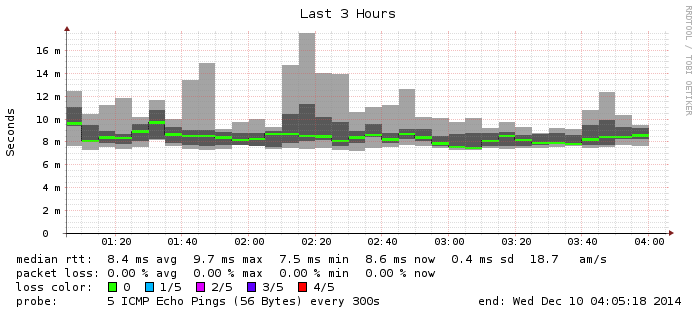 Last 3 Hours
RRDTOOL / TOBI OETIKER
Seconds
16 m
14 m
12 m
10 m
8 m
6 m
4 m
2 m
0
01:20 01:40 02:00 02:20 02:40 03:00 03:20 03:40 04:00
median rtt: 8.4 ms avg 9.7 ms max 7.5 ms min 8.6 ms now 0.4 ms sd 18.7 am/s
packet loss: 0.00 % avg 0.00 % max 0.00 % min 0.00 % now
loss color: 0 1/5 2/5 3/5 4/5
probe: 5 ICMP Echo Pings (56 Bytes) every 300s end: Wed Dec 10 04:05:18 2014